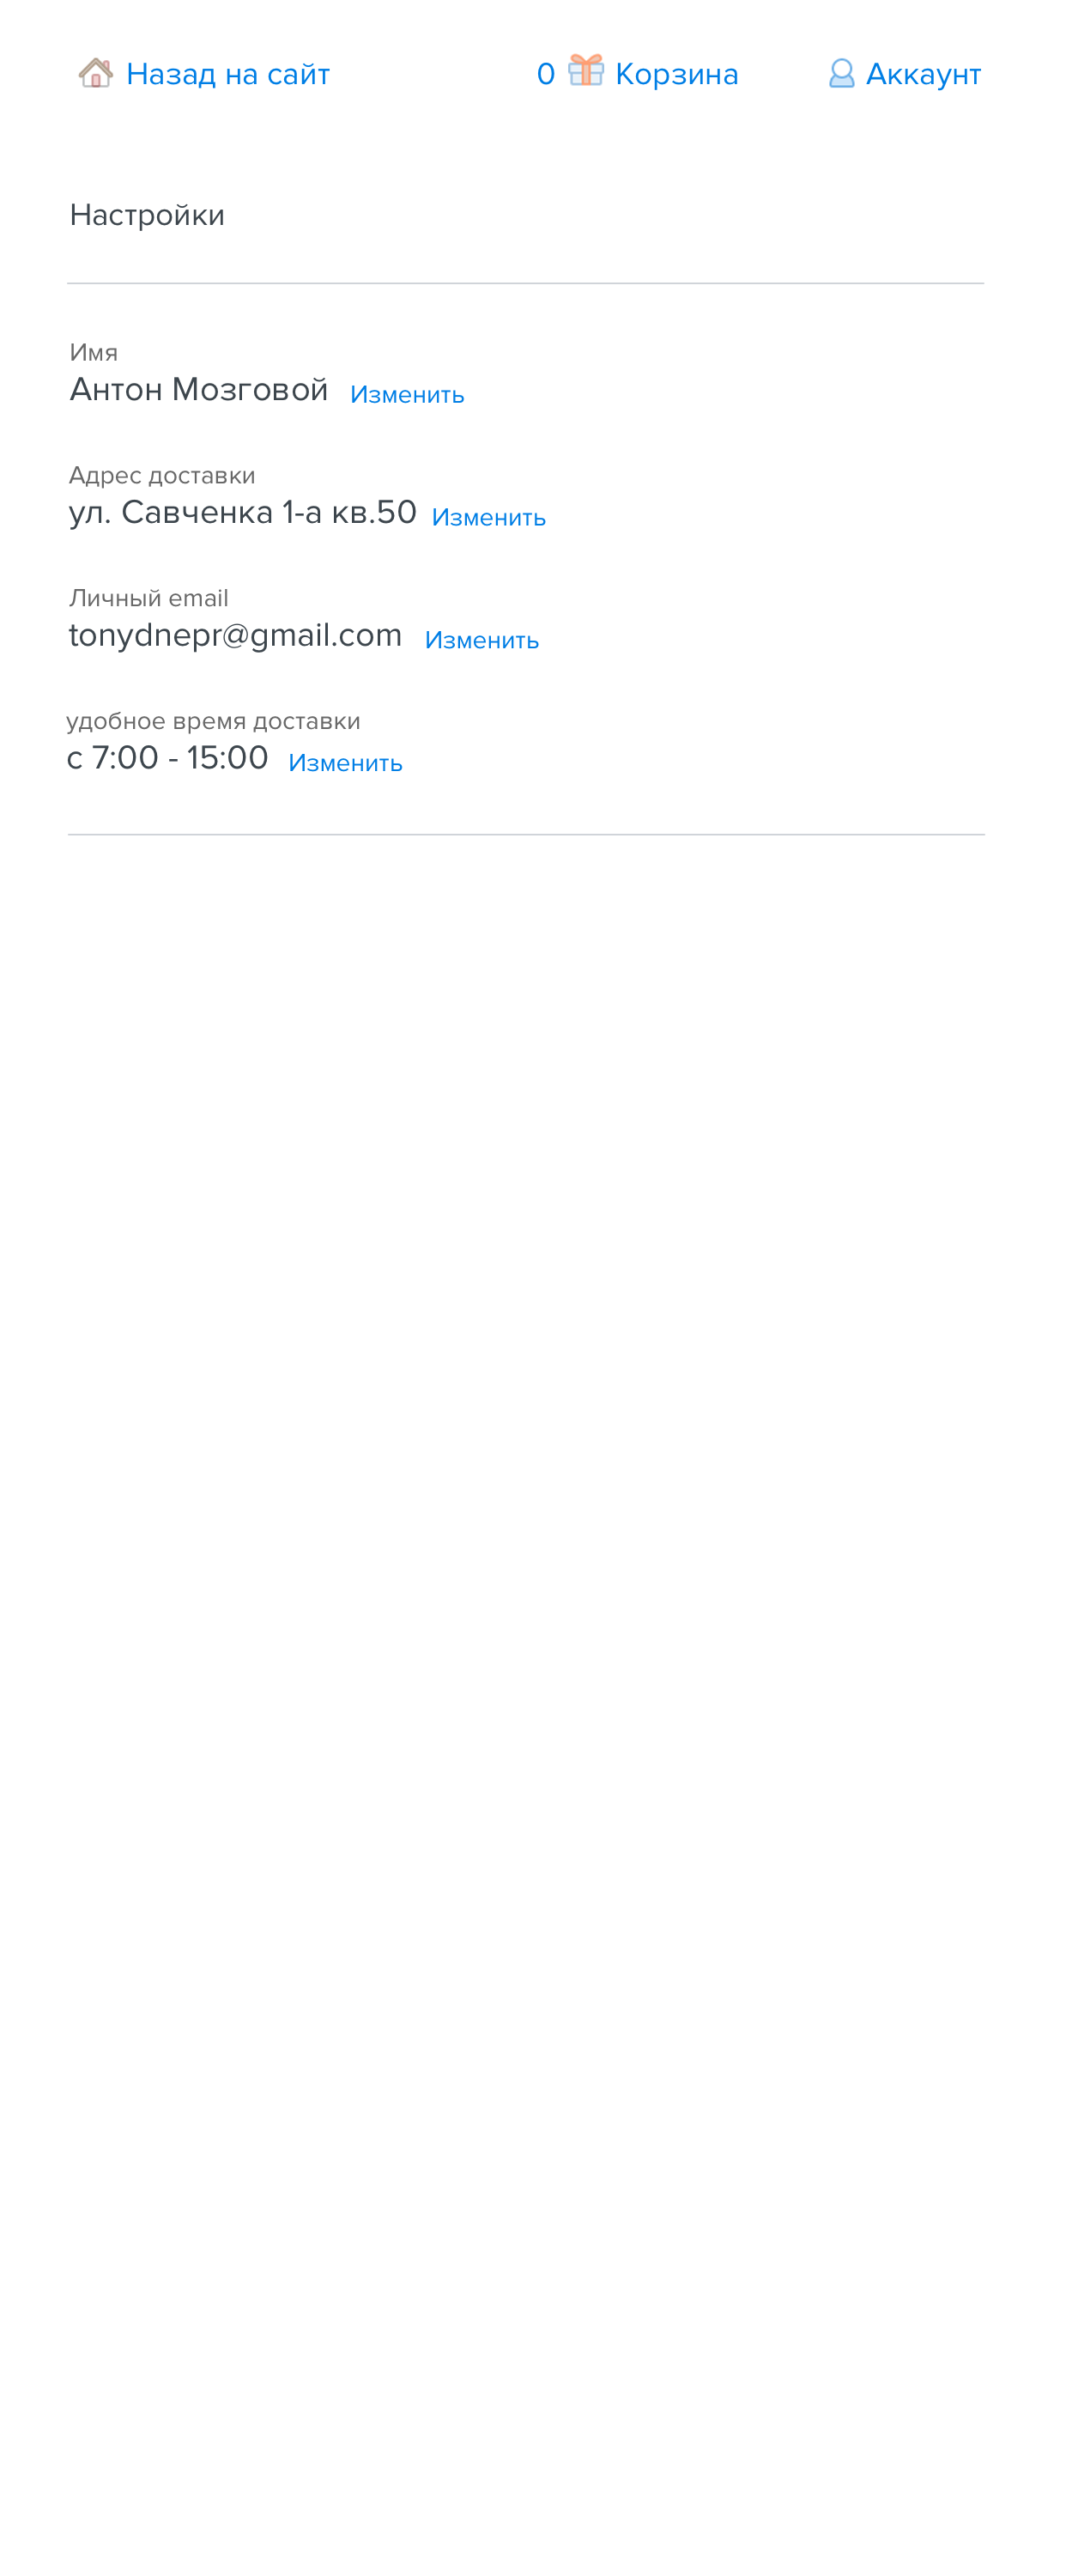 Назад на сайт 0 Корзина Аккаунт
Настройки
Имя
Антон Мозговой Изменить
Адрес доставки
ул. Савченка 1-а кв.50 Изменить
Личный email
tonydnepr@gmail.com Изменить
удобное время доставки
с 7:00 - 15:00 Изменить